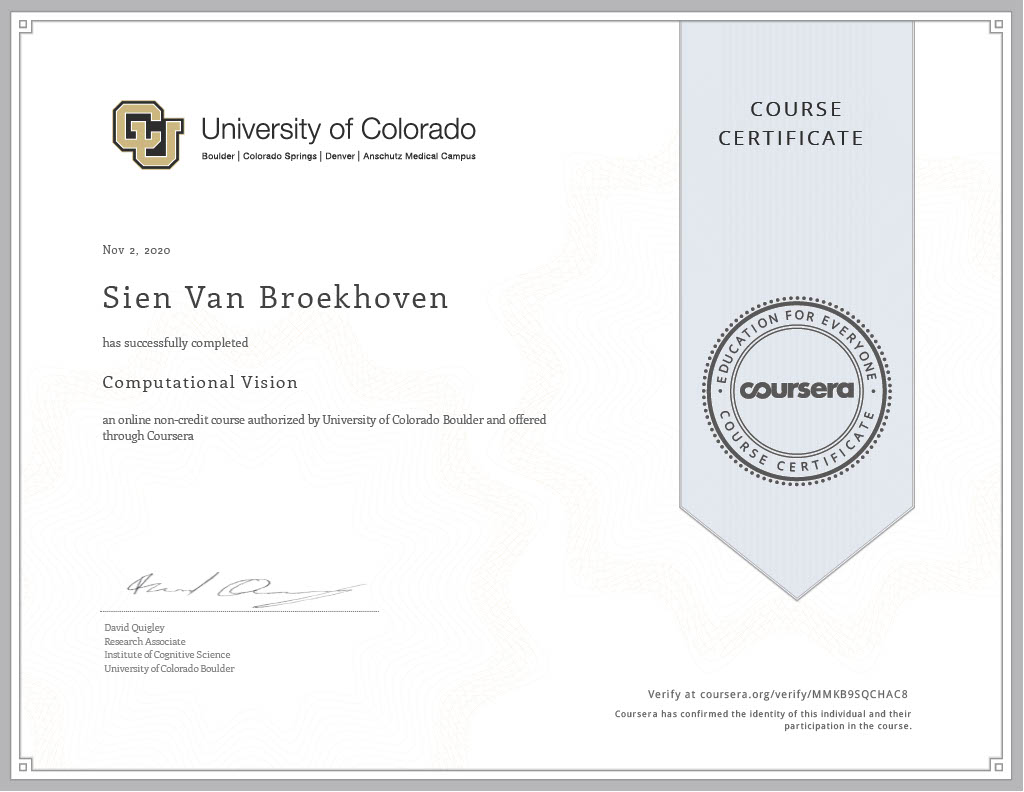 CU
University of Colorado
Boulder | Colorado Springs | Denver | Anschutz Medical Campus
COURSE
CERTIFICATE
Nov 2, 2020
Sien Van Broekhoven
has successfully completed
Computational Vision
an online non-credit course authorized by University of Colorado Boulder and offered
through Coursera
EDUCATION FOR EVERYONE
coursera
COURSE CERTIFICATE
David Quigley
Research Associate
Institute of Cognitive Science
University of Colorado Boulder
Verify at coursera.org/verify/MMKB9SQCHAC8
Coursera has confirmed the identity of this individual and their
participation in the course.